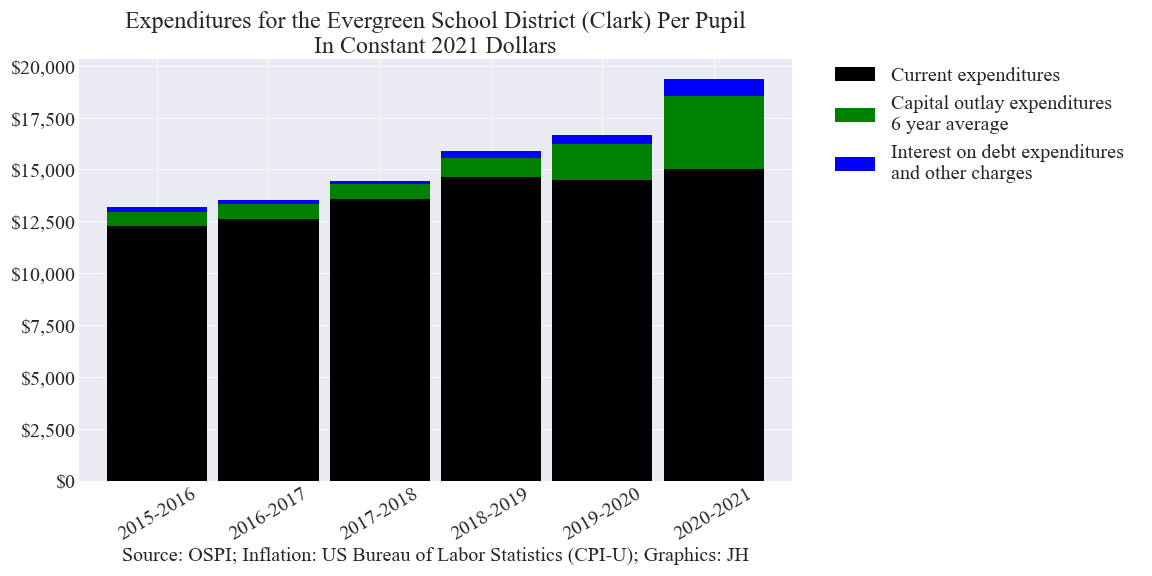 Expenditures for the Evergreen School District (Clark) Per Pupil
In Constant 2021 Dollars
$20,000
$17,500
$15,000
$12,500
$10,000
$7,500
$5,000
$2,500
$0
2015-2016
2016-2017
2017-2018
2018-2019
2019-2020
2020-2021
Source: OSPI; Inflation: US Bureau of Labor Statistics (CPI-U); Graphics: JH
Current expenditures
Capital outlay expenditures
6 year average
Interest on debt expenditures
and other charges